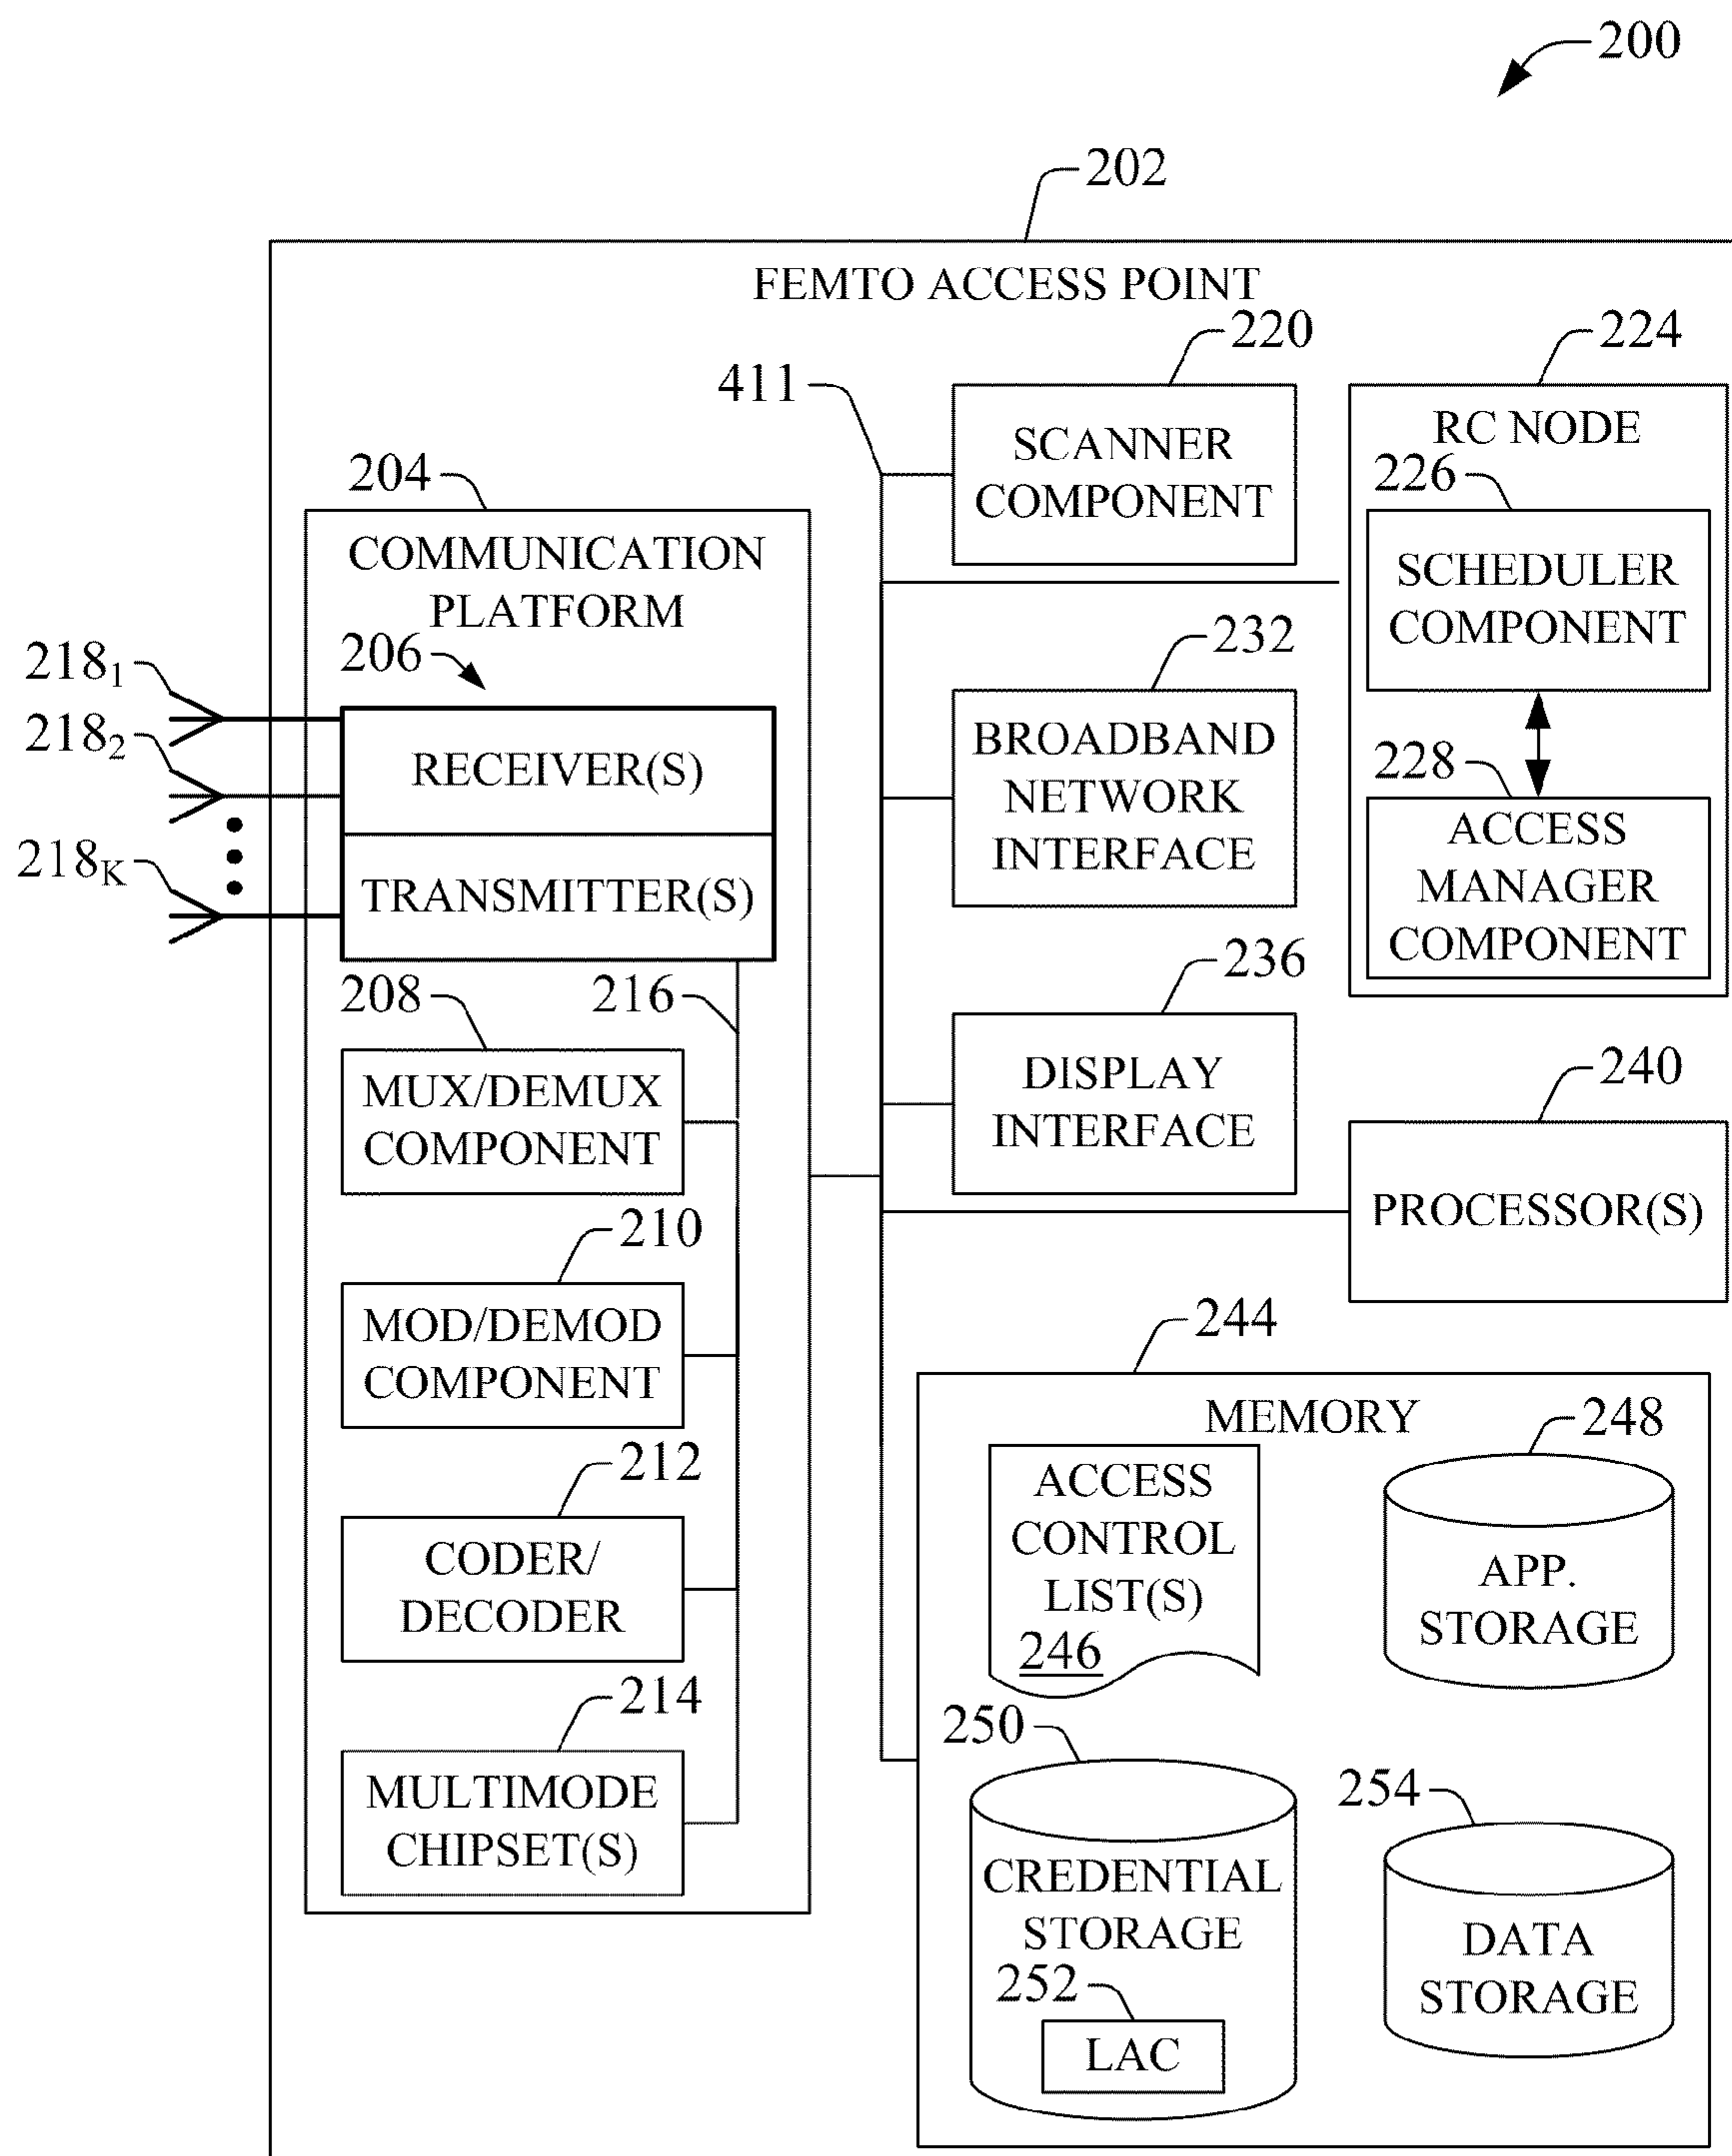 200
202
FEMTO ACCESS POINT
220
224
411
SCANNER
COMPONENT
RC NODE
226
SCHEDULER
COMPONENT
228
ACCESS
MANAGER
COMPONENT
204
COMMUNICATION
PLATFORM
206
218₁
218₂
218K
RECEIVER(S)
TRANSMITTER(S)
232
BROADBAND
NETWORK
INTERFACE
208
216
MUX/DEMUX
COMPONENT
236
DISPLAY
INTERFACE
240
PROCESSOR(S)
210
MOD/DEMOD
COMPONENT
212
CODER/
DECODER
214
MULTIMODE
CHIPSET(S)
244
MEMORY
ACCESS
CONTROL
LIST(S)
246
248
APP.
STORAGE
250
CREDENTIAL
STORAGE
252
LAC
254
DATA
STORAGE